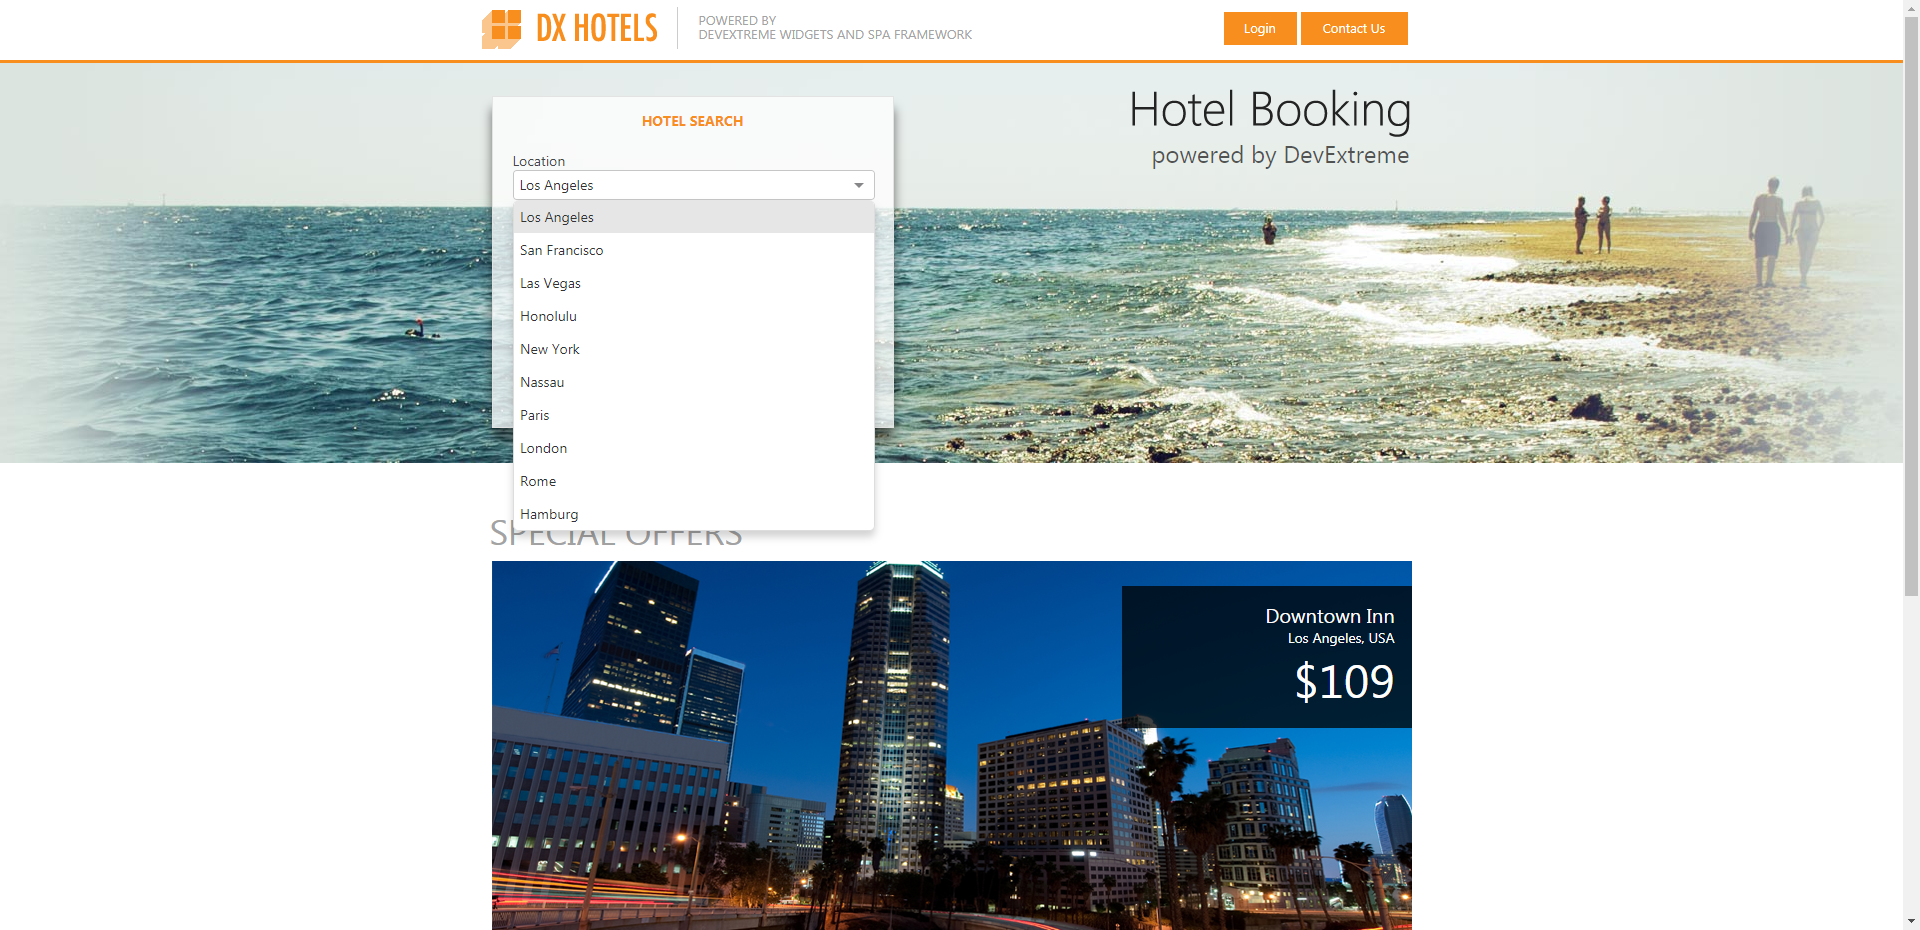 DX HOTELS
POWERED BY
DEVEXTREME WIDGETS AND SPA FRAMEWORK
Login
Contact Us
Hotel Booking
powered by DevExtreme
HOTEL SEARCH
Location
Los Angeles
Los Angeles
San Francisco
Las Vegas
Honolulu
New York
Nassau
Paris
London
Rome
Hamburg
SPECIAL OFFERS
Downtown Inn
Los Angeles, USA
$109